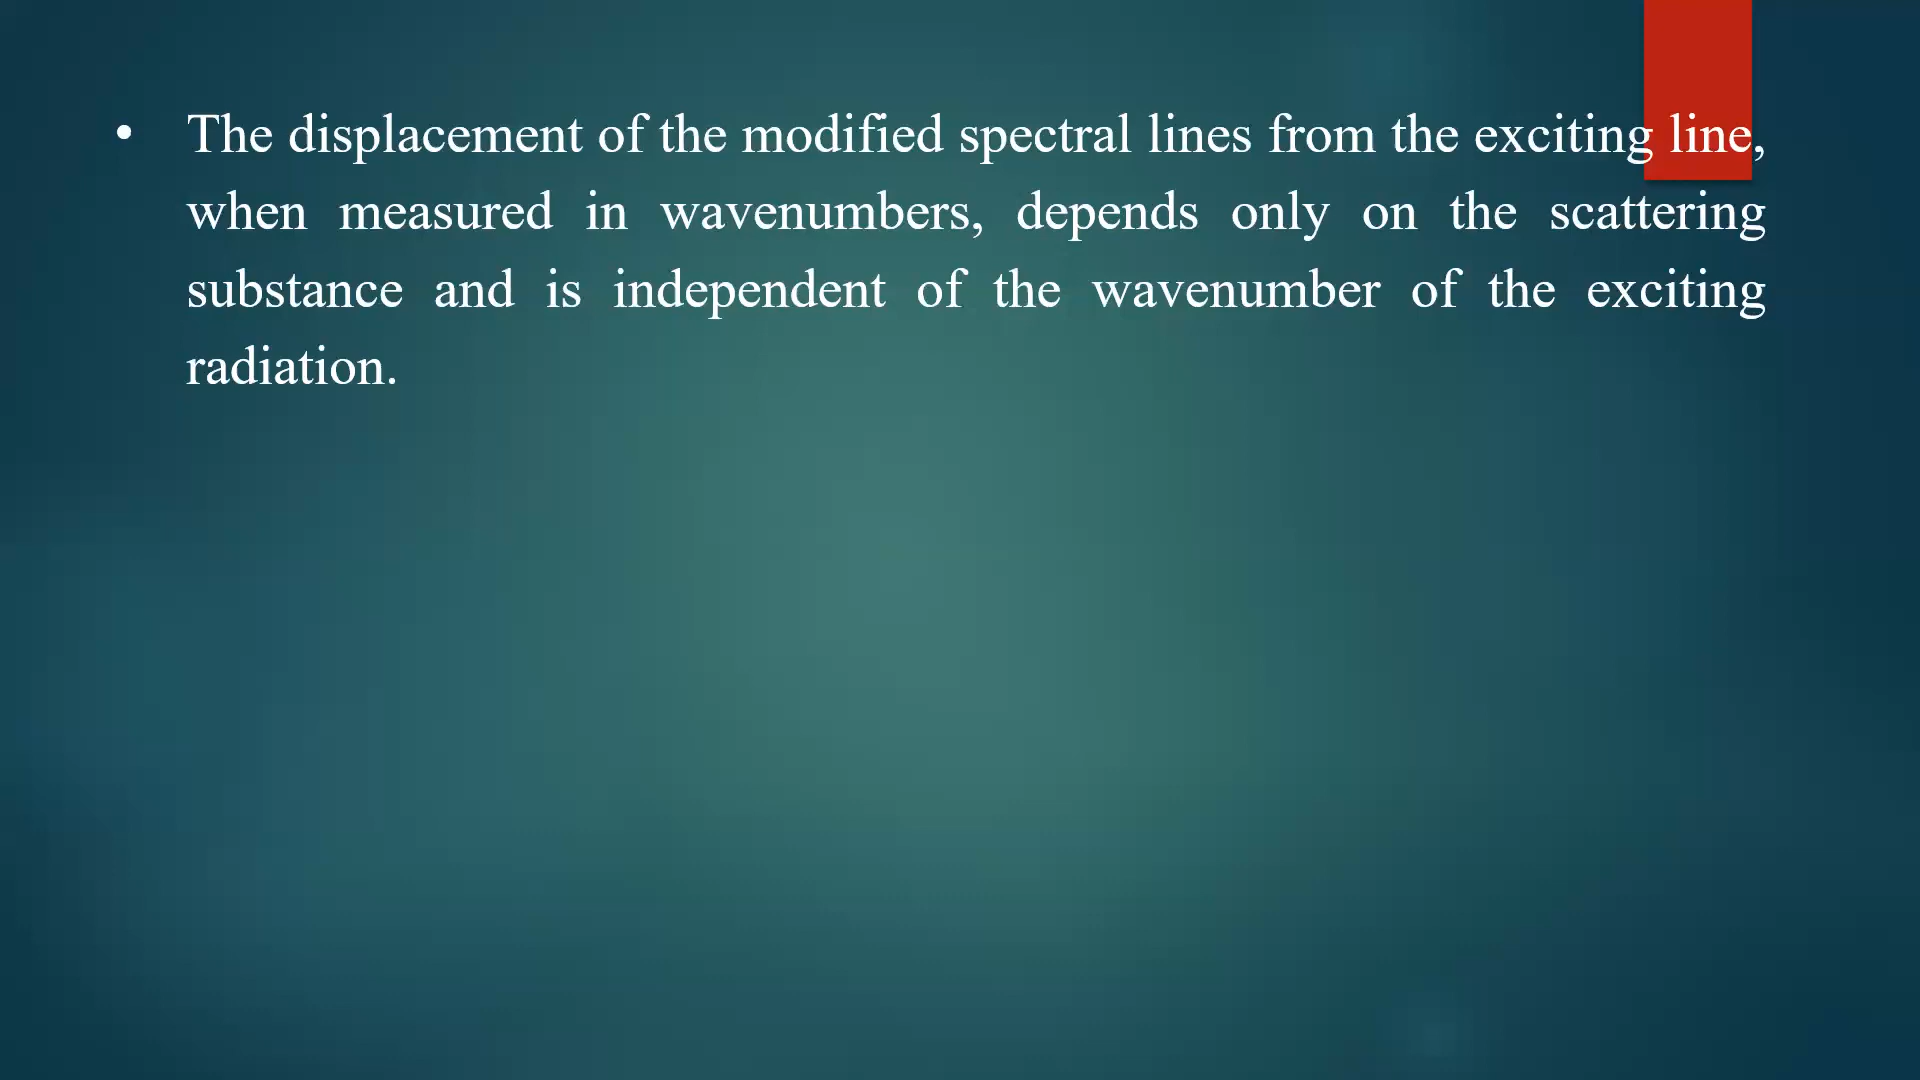 • The displacement of the modified spectral lines from the exciting line,
when measured in wavenumbers, depends only on the scattering
substance and is independent of the wavenumber of the exciting
radiation.